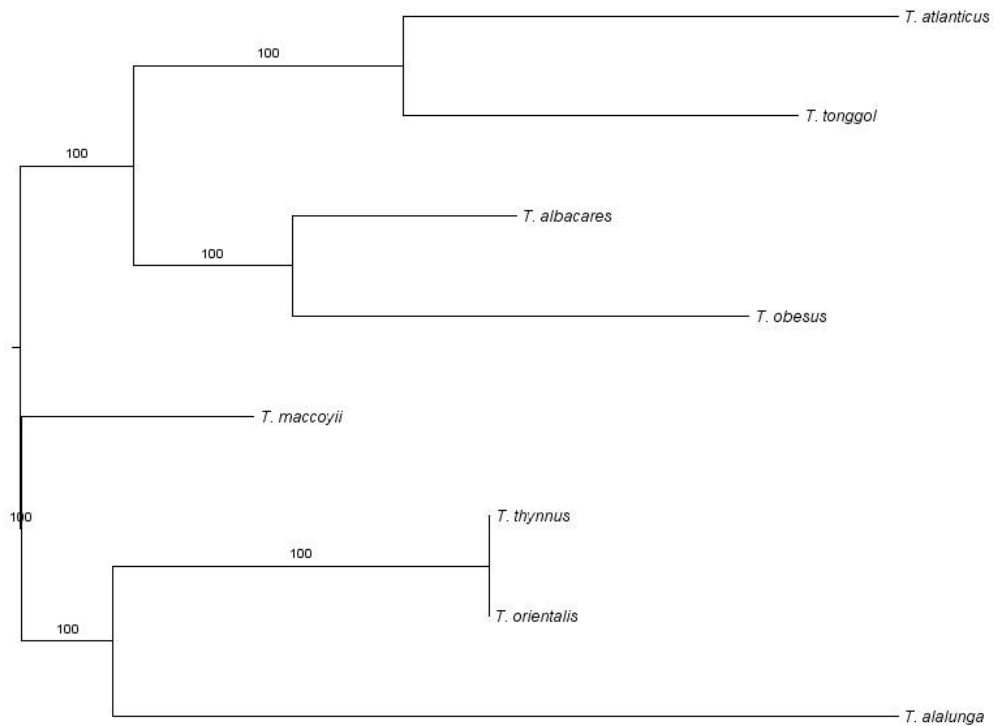 T. atlanticus
100
T. tonggol
100
T. albacares
100
T. obesus
T. maccoyii
100
T. thynnus
100
T. orientalis
100
T. alalunga